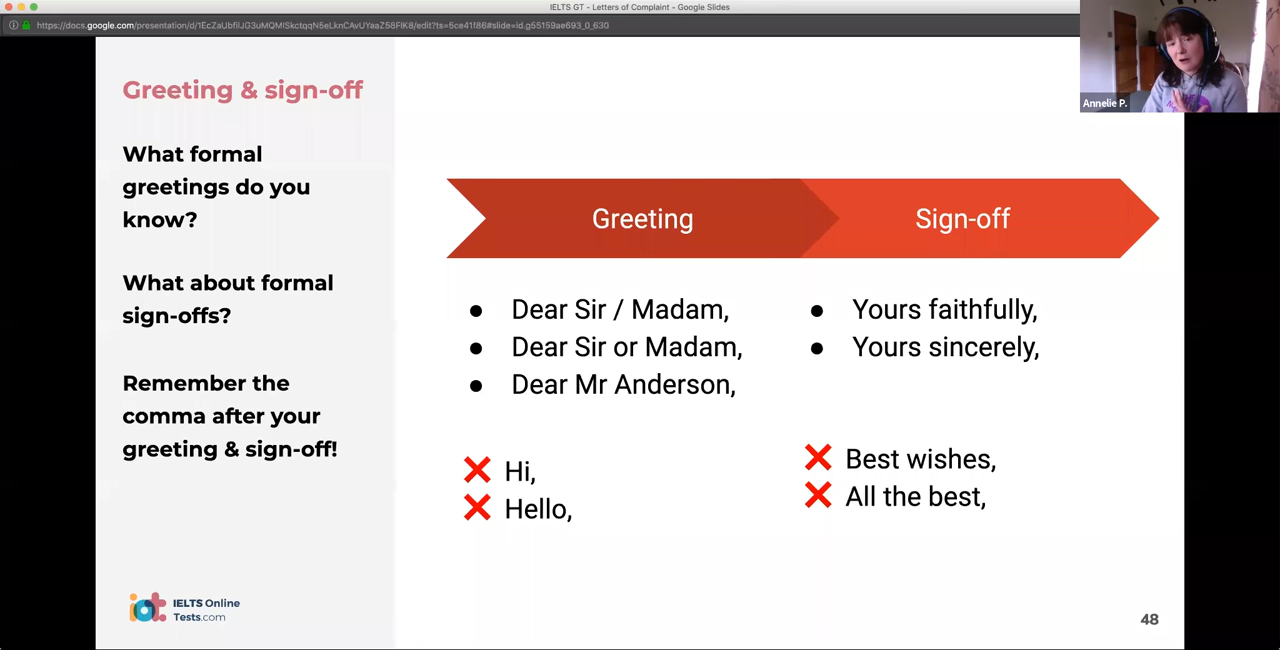 IELTS GT - Letters of Complaint - Google Slides
Annelie P.
Greeting & sign-off
What formal
greetings do you
know?
What about formal
sign-offs?
Remember the
comma after your
greeting & sign-off!
Greeting
Sign-off
Dear Sir / Madam,
Dear Sir or Madam,
Dear Mr Anderson,
Hi,
Hello,
Yours faithfully,
Yours sincerely,
Best wishes,
All the best,
iot
IELTS Online
Tests.com
48